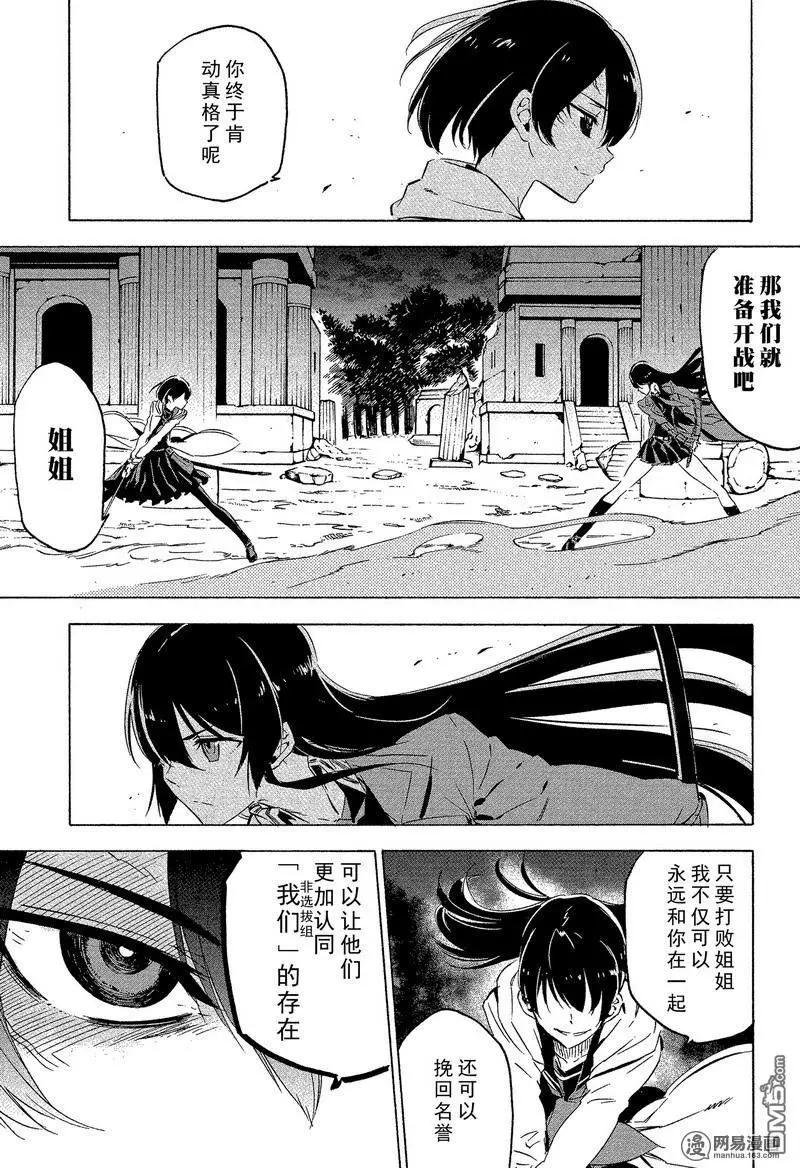 你终于肯
动真格了呢
那我们就
准备开战吧
姐姐
只要打败姐姐
我不仅可以
永远和你在一起
还可以
挽回名誉
可以让他们
更加认同
非选拔组
「我们」的存在
网易漫画
manhua.163.com
DMZJ.com